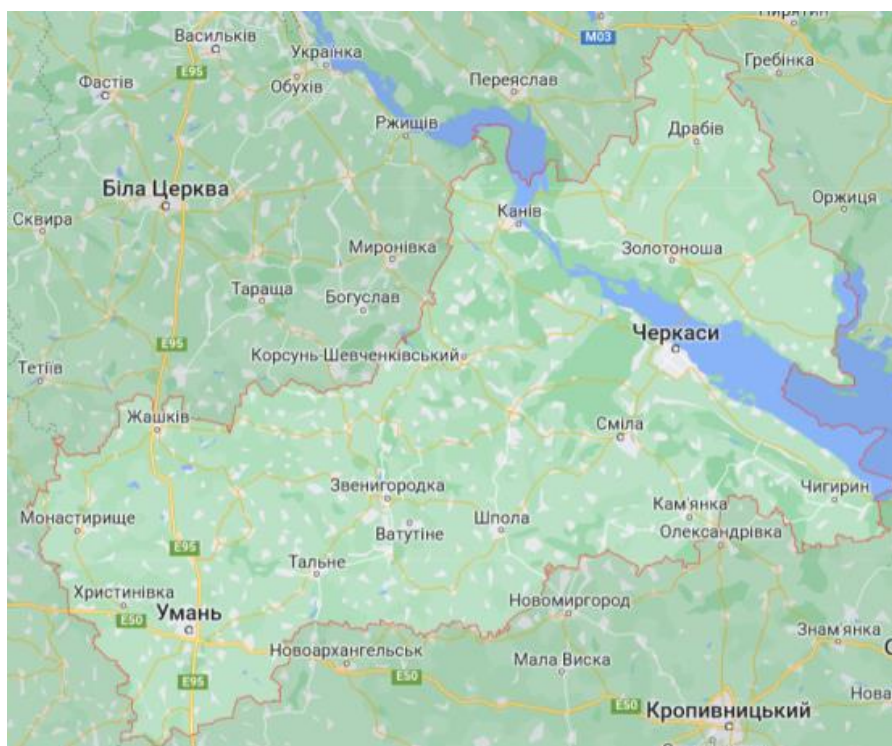 Пирятин
Васильків
М03
Українка
Гребінка
E95
Фастів
Обухів
Переяслав
Ржищів
Драбів
Біла Церква
Оржиця
Сквира
Канів
Миронівка
Золотоноша
Тараща
Богуслав
E95
Черкаси
Корсунь-Шевченківський
Тетіїв
Жашків
Сміла
Звенигородка
Чигирин
Кам'янка
Монастирище
Шпола
Ватутіне
Олександрівка
E95
Тальне
Христинівка
Новомиргород
Умань
E50
Знам'янка
Новоархангельськ
Мала Виска
E50
E95
Нова
E50
Кропивницький